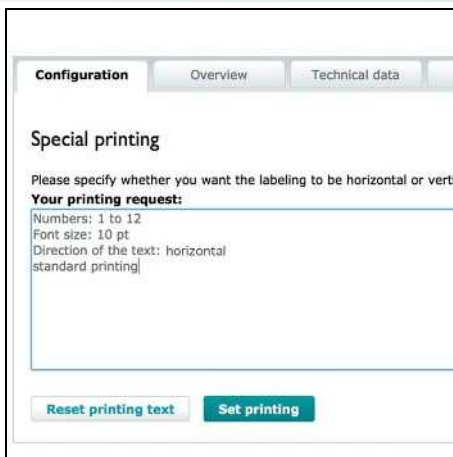 Configuration Overview Technical data
Special printing
Please specify whether you want the labeling to be horizontal or
Your printing request:
Numbers: 1 to 12
Font size: 10 pt
Direction of the text: horizontal
standard printing
Reset printing text Set printing